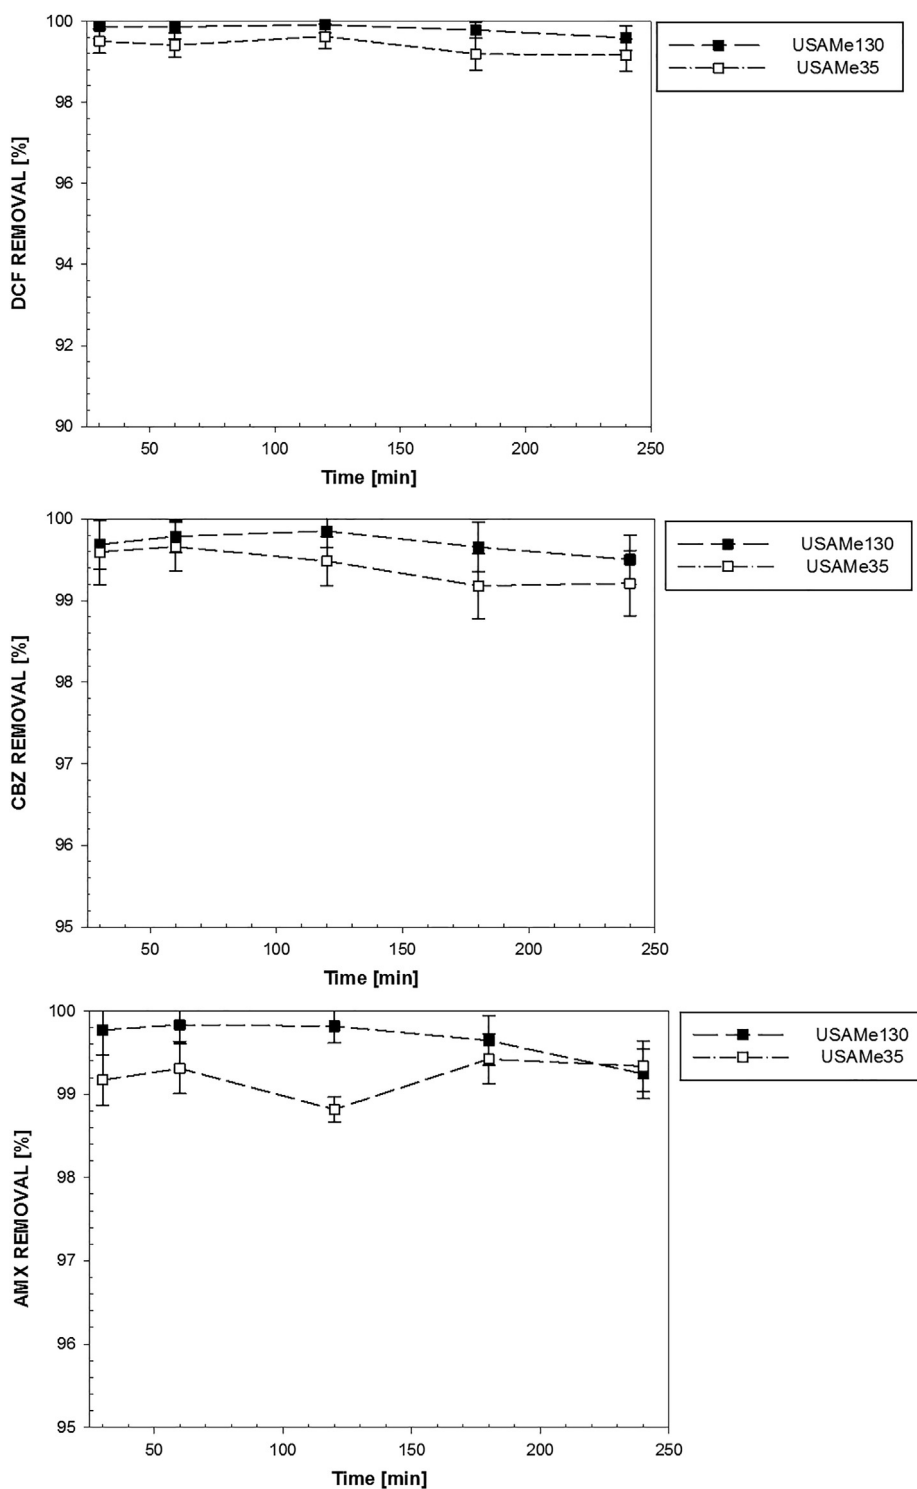 100
98
96
94
92
90
DCF REMOVAL [%]
50 100 150 200 250
Time [min]
USAMe130
USAMe35
100
99
98
97
96
95
CBZ REMOVAL [%]
50 100 150 200 250
Time [min]
USAMe130
USAMe35
100
99
98
97
96
95
AMX REMOVAL [%]
50 100 150 200 250
Time [min]
USAMe130
USAMe35